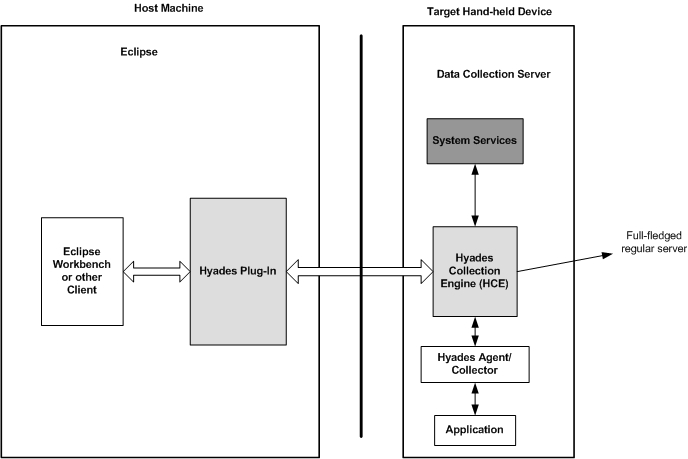 Host Machine
Target Hand-held Device
Eclipse
Data Collection Server
System Services
Eclipse
Workbench
or other
Client
Hyades Plug-In
Hyades
Collection
Engine (HCE)
Full-fledged
regular server
Hyades Agent/
Collector
Application